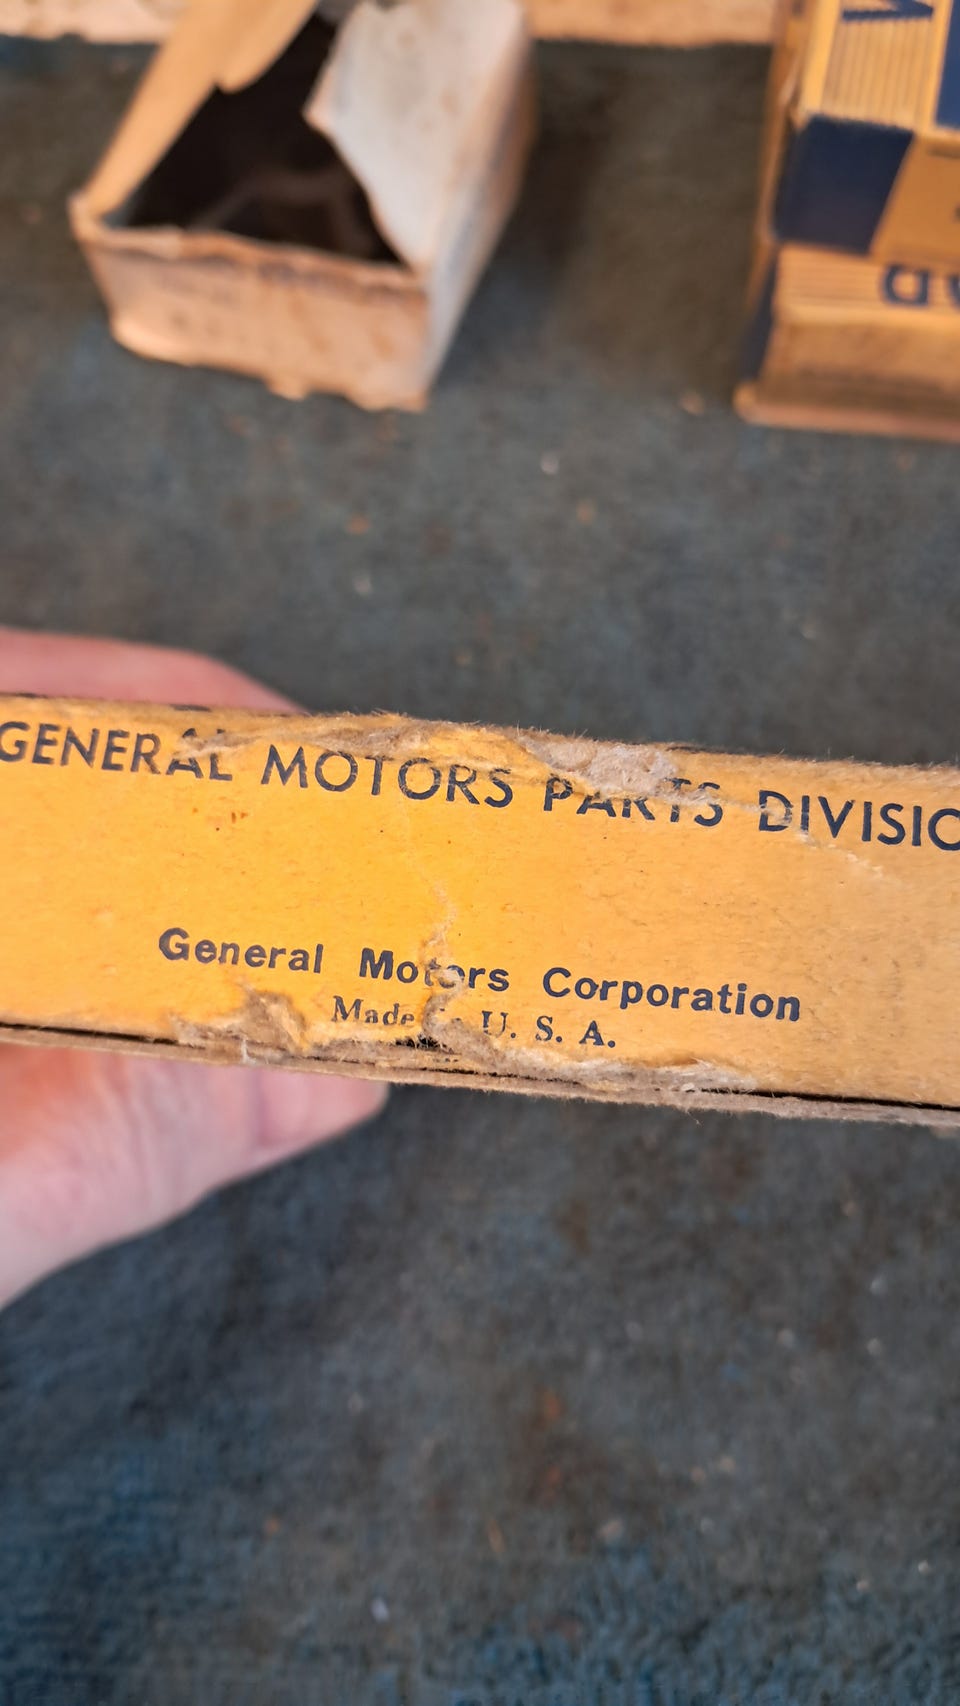 GENERAL MOTORS PARTS DIVISIO
General Motors Corporation
Made U. S. A.